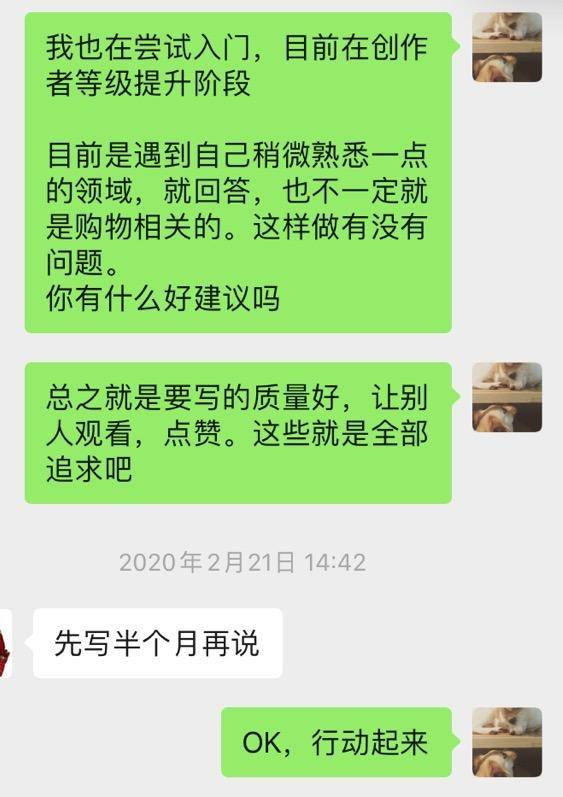 我也在尝试入门，目前在创作
者等级提升阶段
目前是遇到自己稍微熟悉一点
的领域，就回答，也不一定就
是购物相关的。这样做有没有
问题。
你有什么好建议吗
总之就是要写的质量好，让别
人观看，点赞。这些就是全部
追求吧
2020年2月21日 14:42
先写半个月再说
OK，行动起来